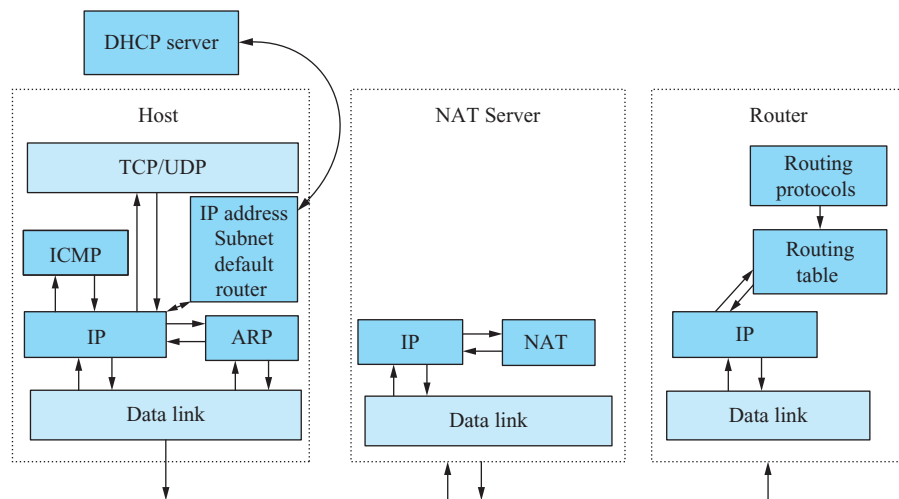 DHCP server
Host
TCP/UDP
IP address
Subnet
default
router
ICMP
IP
ARP
Data link
NAT Server
IP
NAT
Data link
Router
Routing
protocols
Routing
table
IP
Data link